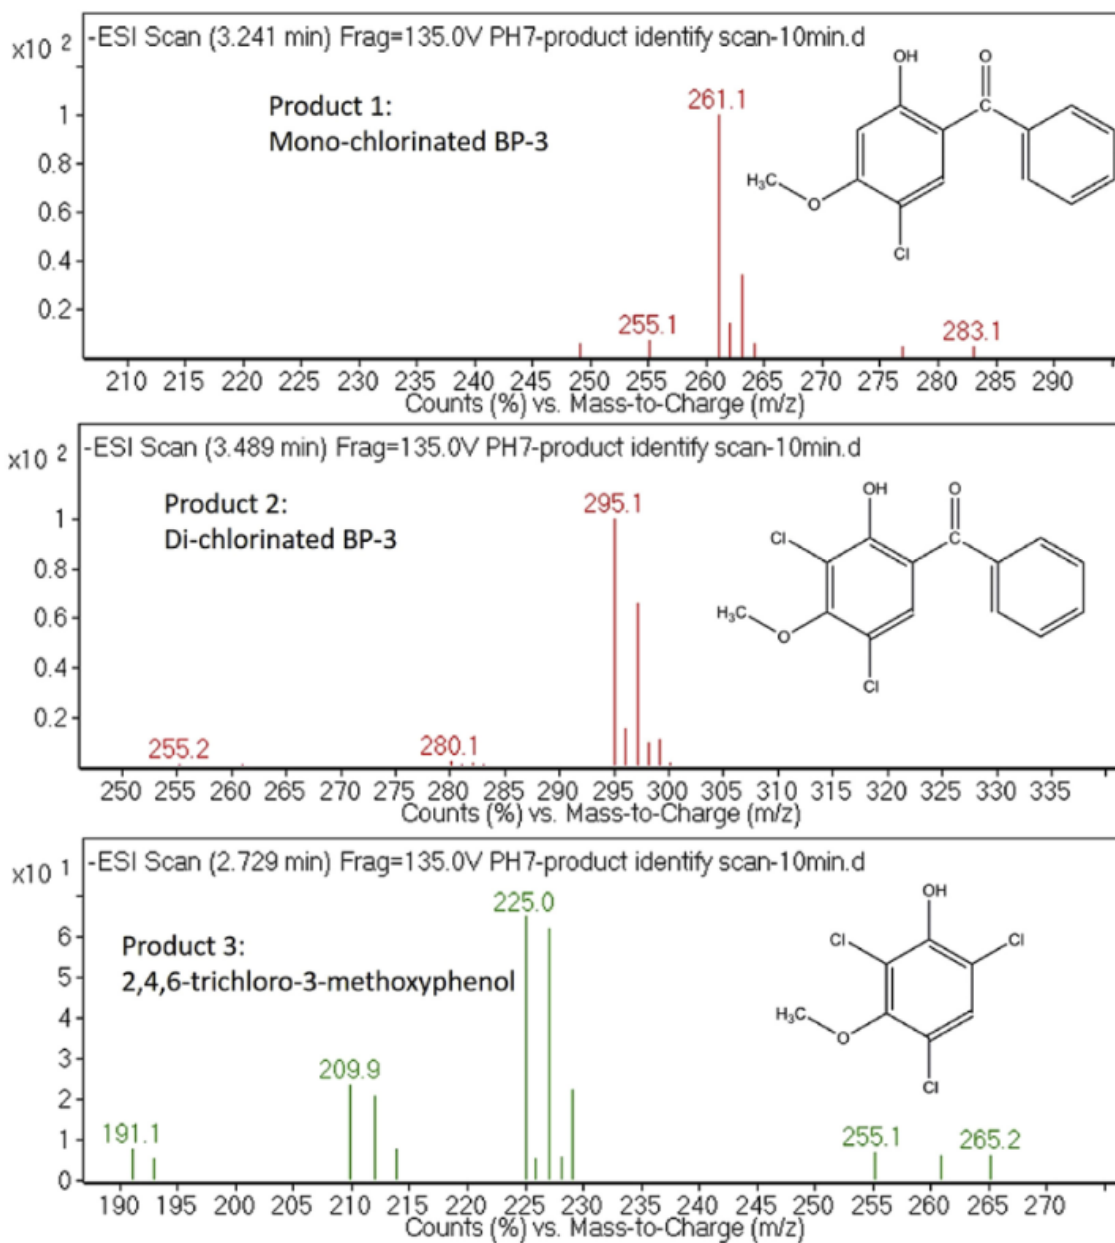 -ESI Scan (3.241 min) Frag=135.0V PH7-product identify scan-10min.d
x10 2
Product 1:
Mono-chlorinated BP-3
261.1
255.1
283.1
OH
O
C
H₃C
O
Cl
1
0.8
0.6
0.4
0.2
210 215 220 225 230 235 240 245 250 255 260 265 270 275 280 285 290
Counts (%) vs. Mass-to-Charge (m/z)
-ESI Scan (3.489 min) Frag=135.0V PH7-product identify scan-10min.d
x10 2
Product 2:
Di-chlorinated BP-3
295.1
255.2
280.1
OH
O
Cl
C
H₃C
O
Cl
1
0.8
0.6
0.4
0.2
250 255 260 265 270 275 280 285 290 295 300 305 310 315 320 325 330 335
Counts (%) vs. Mass-to-Charge (m/z)
-ESI Scan (2.729 min) Frag=135.0V PH7-product identify scan-10min.d
x10 1
Product 3:
2,4,6-trichloro-3-methoxyphenol
225.0
209.9
191.1
255.1
265.2
OH
Cl
Cl
H₃C
O
Cl
6
5
4
3
2
1
0
190 195 200 205 210 215 220 225 230 235 240 245 250 255 260 265 270
Counts (%) vs. Mass-to-Charge (m/z)